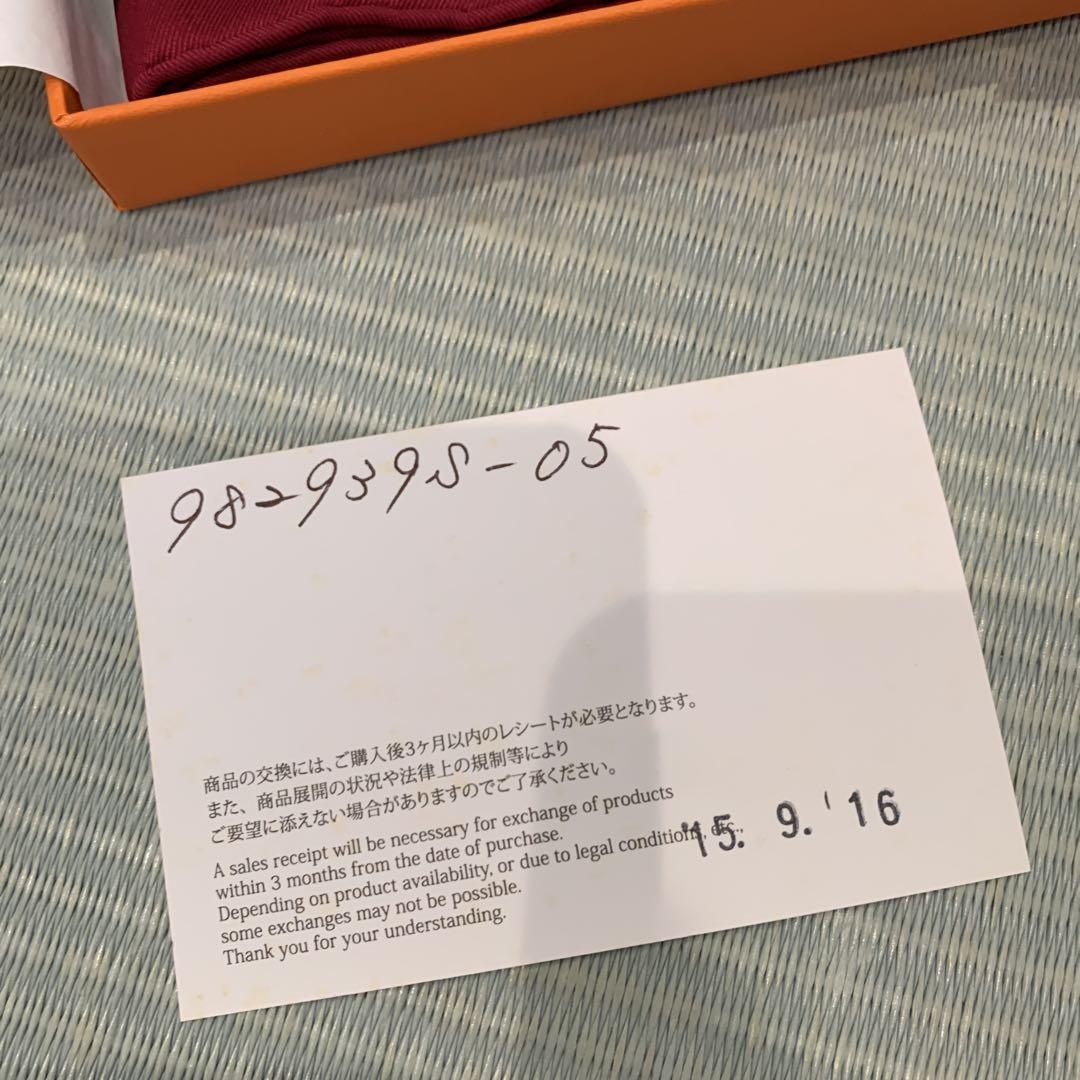 982939S-05
商品の交換には、ご購入後3ヶ月以内のレシートが必要となります。
また、商品展開の状況や法律上の規制等により
ご要望に添えない場合がありますのでご了承ください。
A sales receipt will be necessary for exchange of products
within 3 months from the date of purchase.
Depending on product availability, or due to legal conditions, etc.,
some exchanges may not be possible.
Thank you for your understanding.
'15. 9. '16